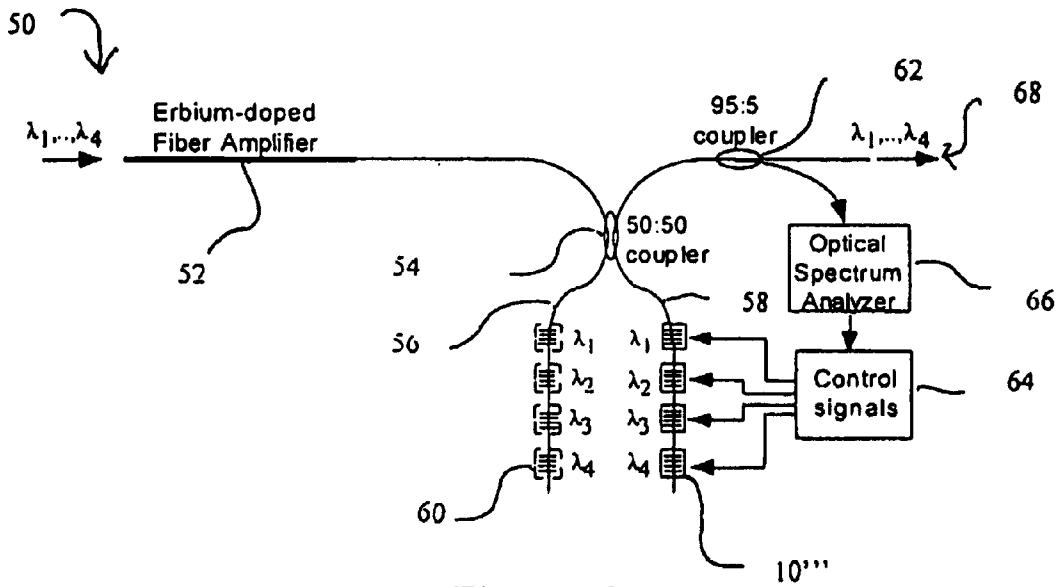 50
62
68
95:5
coupler
Erbium-doped
Fiber Amplifier
λ1,..,λ4
λ1,..,λ4
52
54
50:50
coupler
Optical
Spectrum
Analyzer
66
56
58
λ1
λ1
λ2
λ2
λ3
λ3
λ4
λ4
Control
signals
64
60
10'''